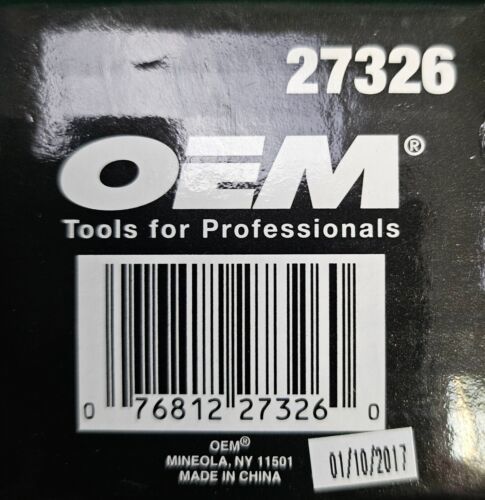 27326
OEM®
Tools for Professionals
0 76812 27326 0
OEM®
MINEOLA, NY 11501
MADE IN CHINA
01/10/2017